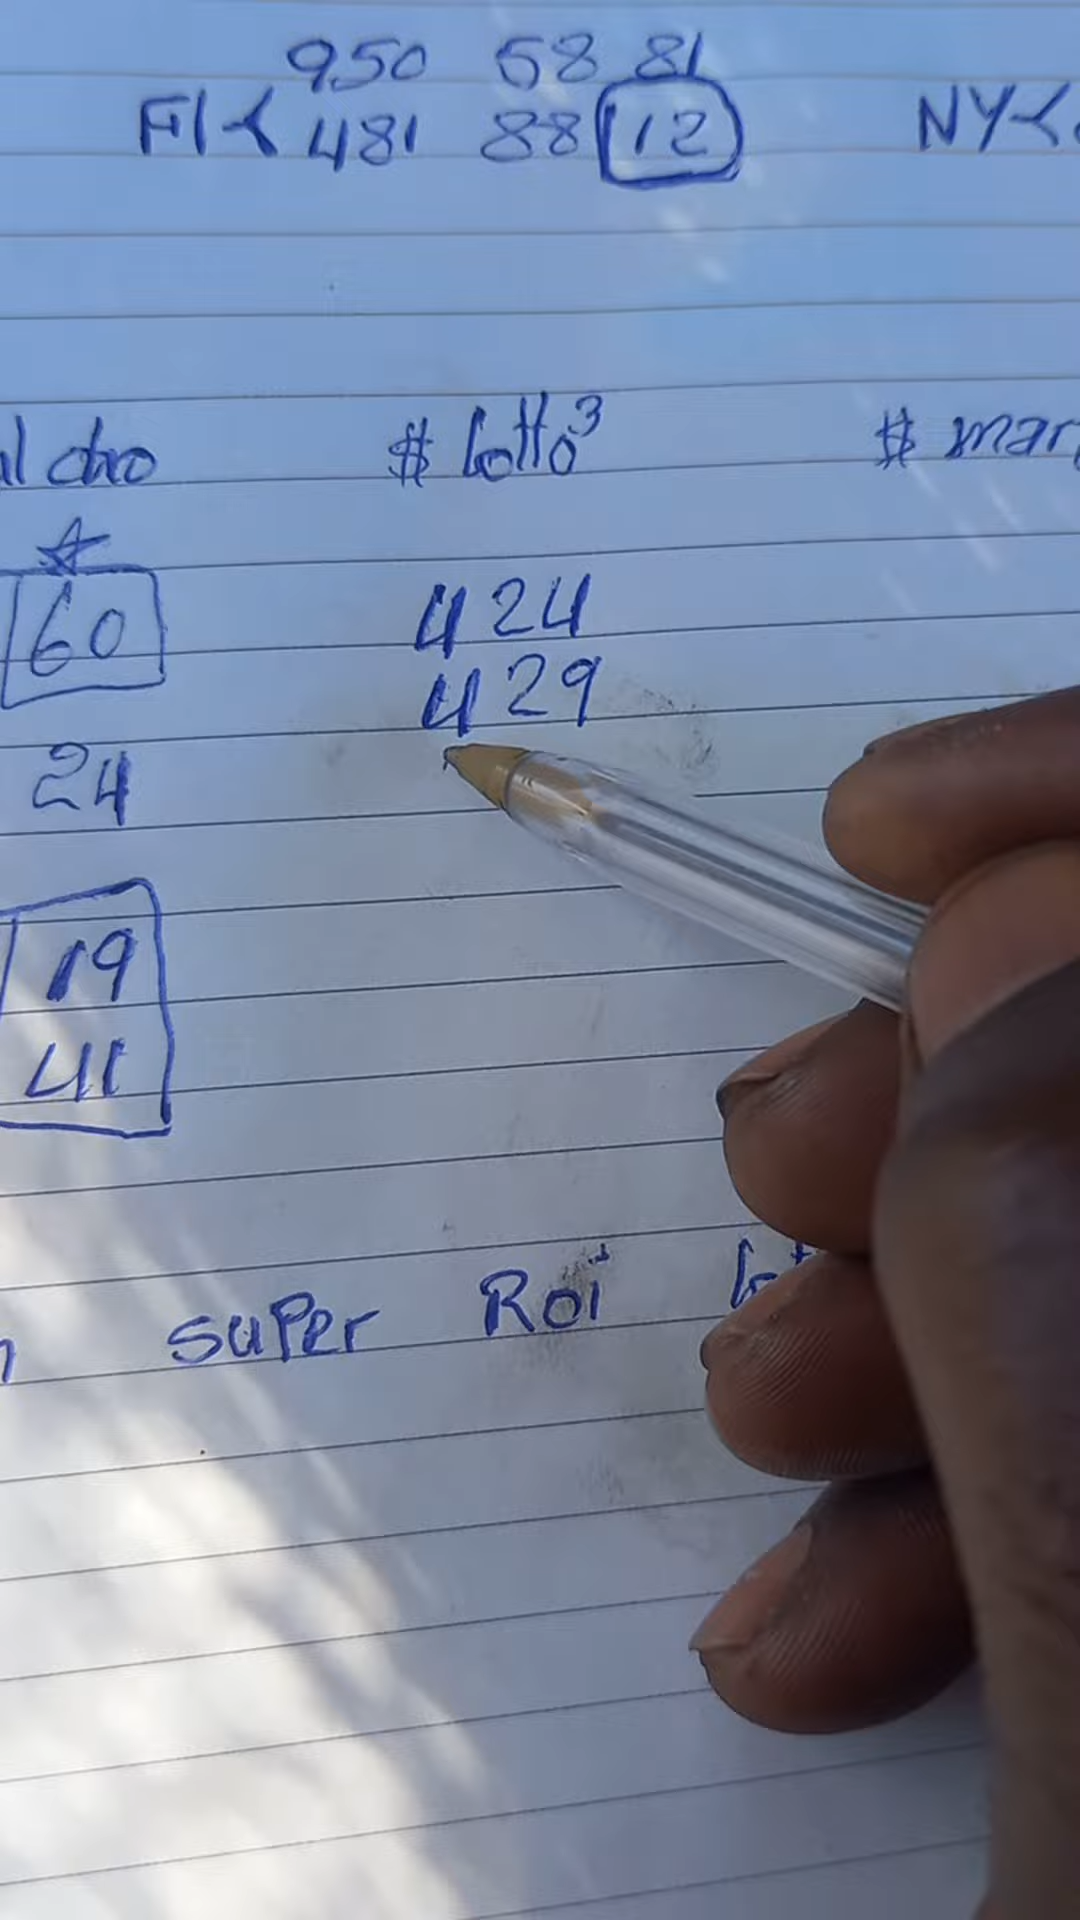 950 58 81
FI< 481 88 12 NY<
al cho # lotto3 # mar
60 424
429
24
19
41
super Roi